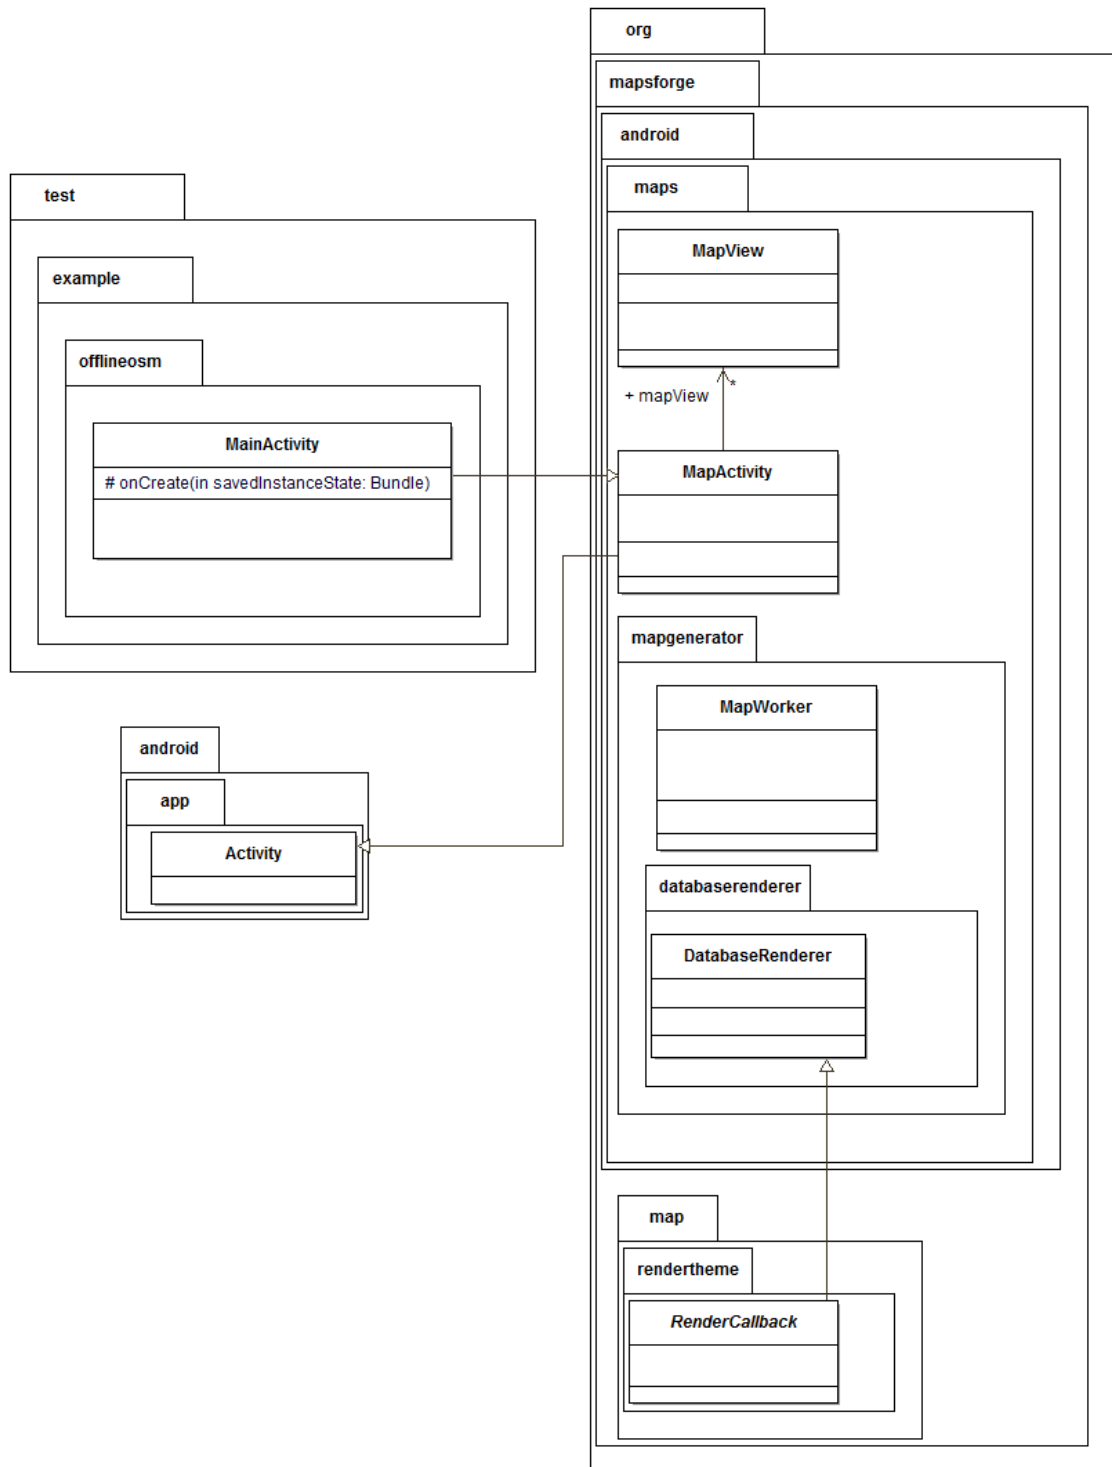 org
mapsforge
android
maps
MapView
+ mapView
*
MapActivity
mapgenerator
MapWorker
databaserenderer
DatabaseRenderer
map
rendertheme
RenderCallback
test
example
offlineosm
MainActivity
# onCreate(in savedInstanceState: Bundle)
android
app
Activity